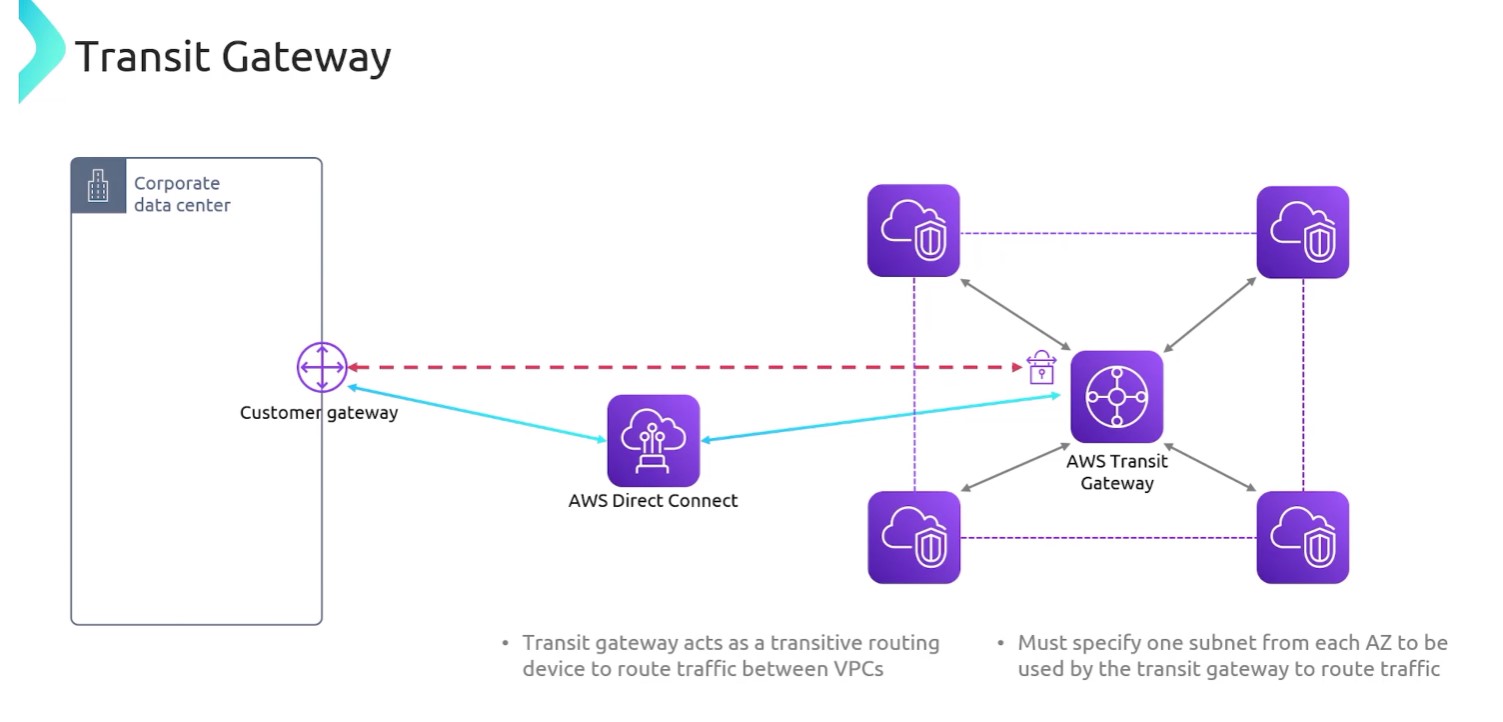 Transit Gateway
Corporate
data center
Customer gateway
AWS Direct Connect
AWS Transit
Gateway
• Transit gateway acts as a transitive routing
device to route traffic between VPCs
• Must specify one subnet from each AZ to be
used by the transit gateway to route traffic